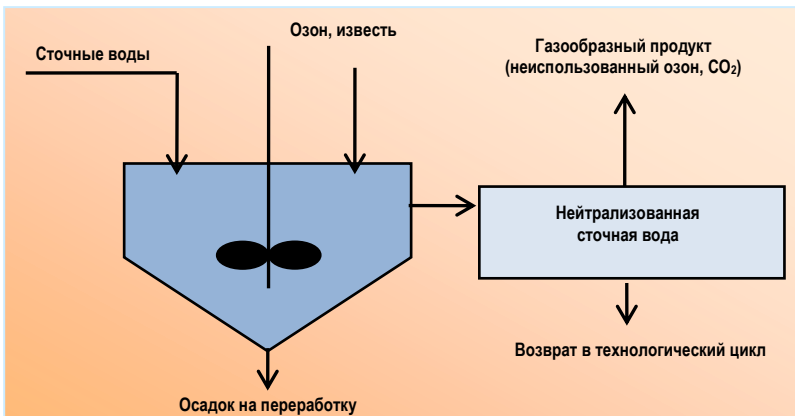 Озон, известь
Сточные воды
Газообразный продукт
(неиспользованный озон, CO₂)
Нейтрализованная
сточная вода
Возврат в технологический цикл
Осадок на переработку